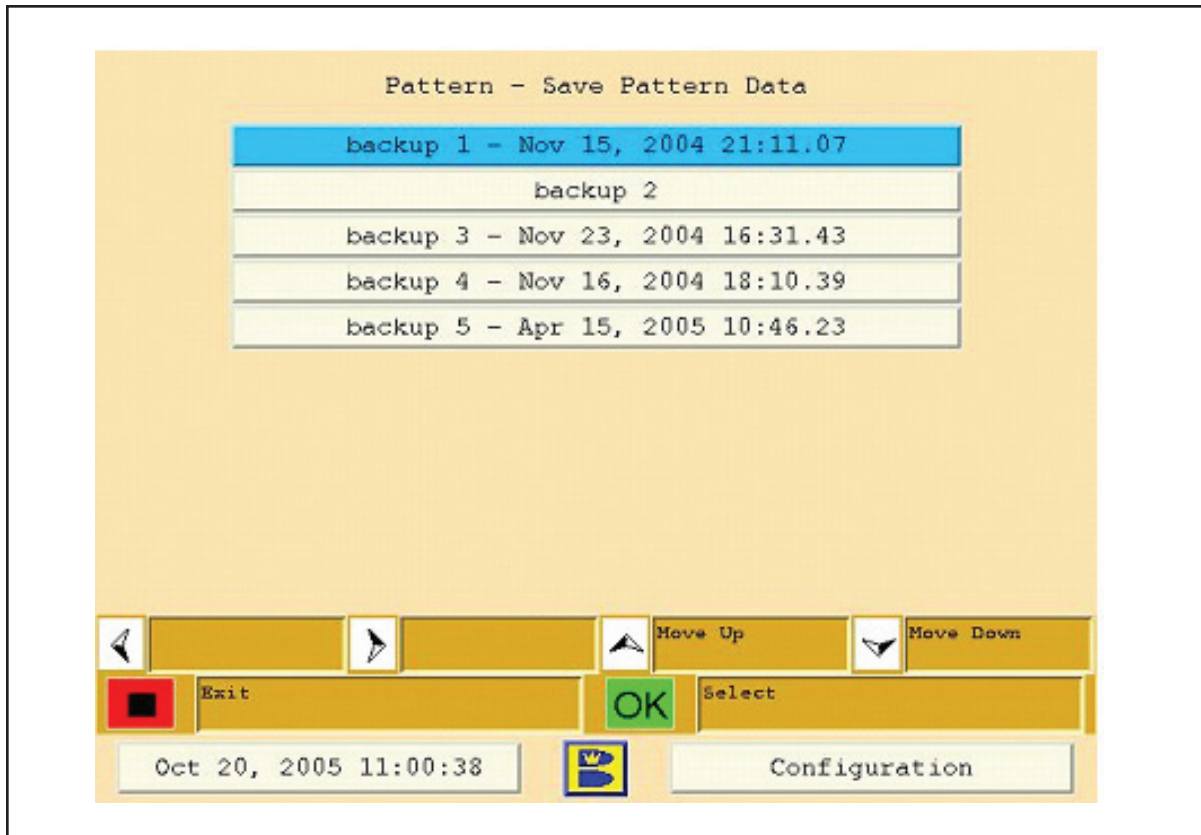 Pattern - Save Pattern Data
backup 1 - Nov 15, 2004 21:11.07
backup 2
backup 3 - Nov 23, 2004 16:31.43
backup 4 - Nov 16, 2004 18:10.39
backup 5 - Apr 15, 2005 10:46.23
Move Up
Move Down
Exit
OK
Select
Oct 20, 2005 11:00:38
Configuration